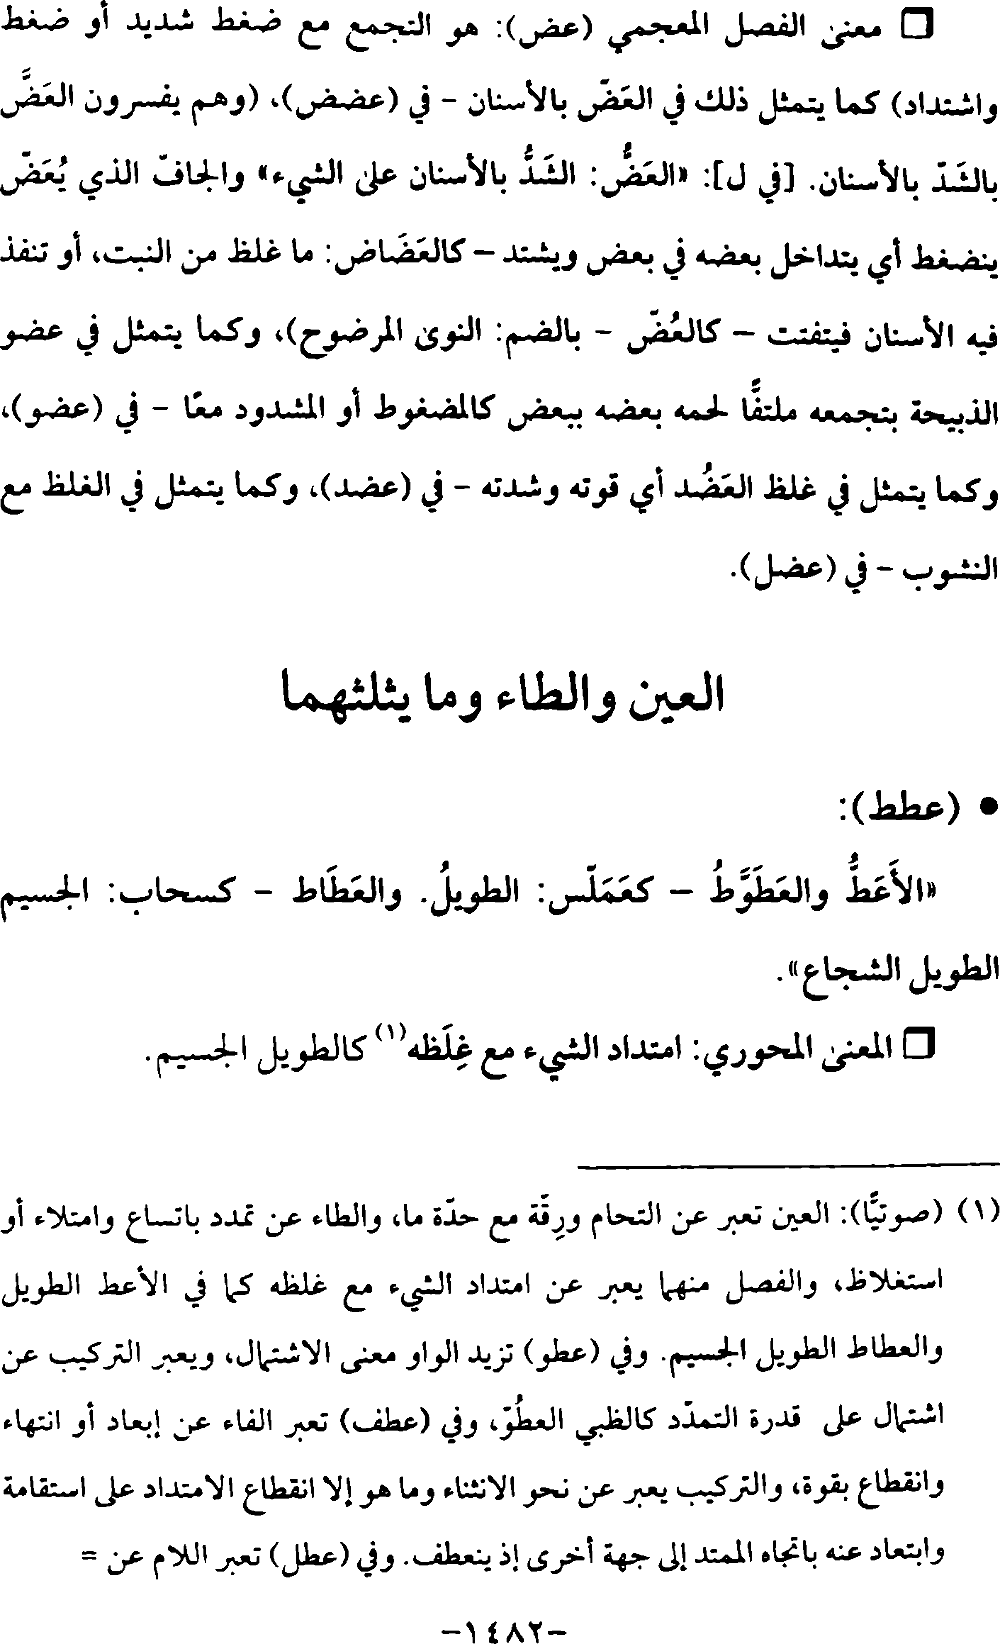 ❒ معنى الفصل المعجمي (عض): هو التجمع مع ضغط شديد أو ضغط
واشتداد) كما يتمثل ذلك في العَضّ بالأسنان - في (عضض)، (وهم يفسرون العَضَّ
بالشَدّ بالأسنان. [في ل]: «العَضُّ: الشَدُّ بالأسنان على الشيء» والجافّ الذي يُعَضّ
ينضغط أي يتداخل بعضه في بعض ويشتد – كالعَضَاض: ما غلظ من النبت، أو تنفذ
فيه الأسنان فيتفتت – كالعُضّ - بالضم: النوى المرضوح)، وكما يتمثل في عضو
الذبيحة بتجمعه ملتفًّا لحمه بعضه ببعض كالمضغوط أو المشدود معًا - في (عضو)،
وكما يتمثل في غلظ العَضُد أي قوته وشدته - في (عضد)، وكما يتمثل في الغلظ مع
النشوب - في (عضل).
العين والطاء وما يثلثهما
• (عطط):
«الأَعَطُّ والعَطَوَّطُ – كعَمَلّس: الطويلُ. والعَطَاط – كسحاب: الجسيم
الطويل الشجاع».
❒ المعنى المحوري: امتداد الشيء مع غِلَظه(١) كالطويل الجسيم.
(١) (صوتيًّا): العين تعبر عن التحام ورِقّة مع حدّة ما، والطاء عن تمدد باتساع وامتلاء أو
استغلاظ، والفصل منهما يعبر عن امتداد الشيء مع غلظه كما في الأعط الطويل
والعطاط الطويل الجسيم. وفي (عطو) تزيد الواو معنى الاشتمال، ويعبر التركيب عن
اشتمال على قدرة التمدّد كالظبي العطُوّ، وفي (عطف) تعبر الفاء عن إبعاد أو انتهاء
وانقطاع بقوة، والتركيب يعبر عن نحو الانثناء وما هو إلا انقطاع الامتداد على استقامة
وابتعاد عنه باتجاه الممتد إلى جهة أخرى إذ ينعطف. وفي (عطل) تعبر اللام عن =
-١٤٨٢-